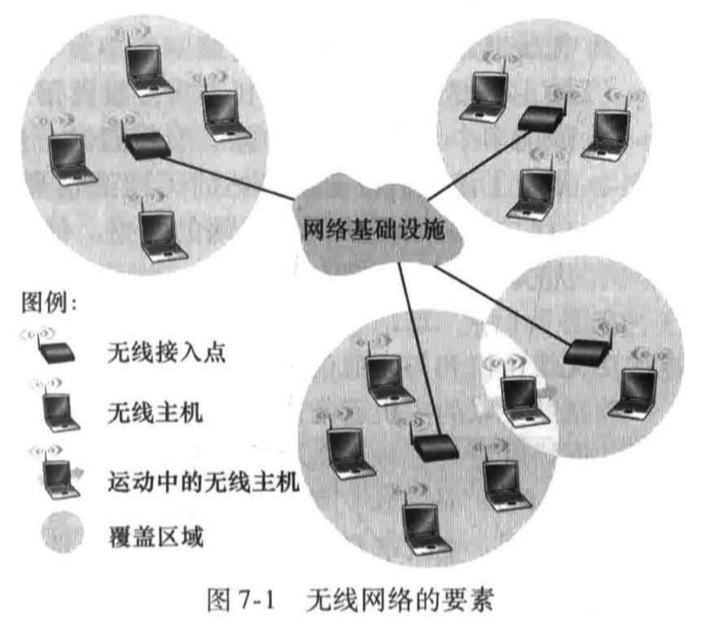 网络基础设施
图例:
无线接入点
无线主机
运动中的无线主机
覆盖区域
图 7-1 无线网络的要素